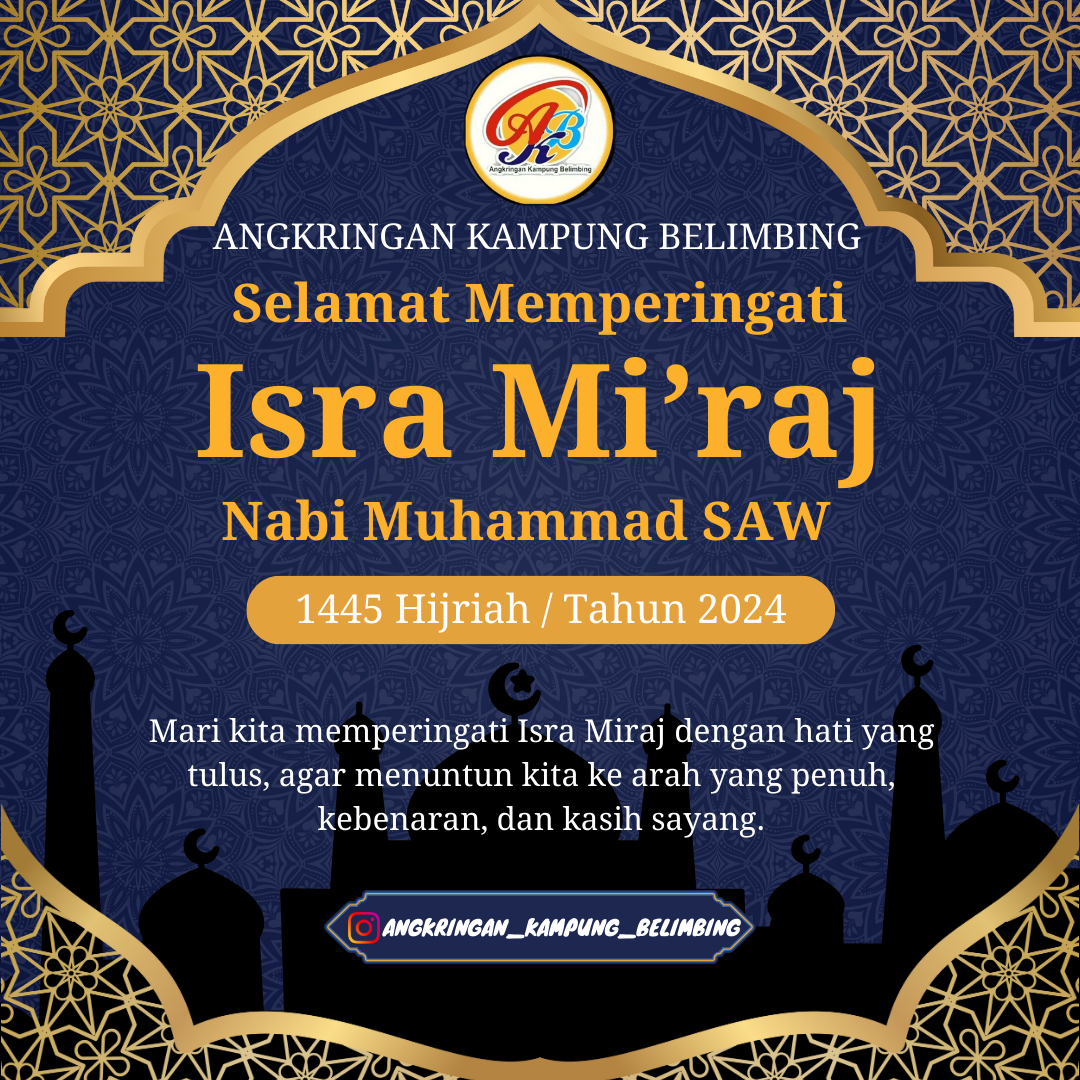 AKB
Angkringan Kampung Belimbing
ANGKRINGAN KAMPUNG BELIMBING
Selamat Memperingati
Isra Mi’raj
Nabi Muhammad SAW
1445 Hijriah / Tahun 2024
Mari kita memperingati Isra Miraj dengan hati yang
tulus, agar menuntun kita ke arah yang penuh,
kebenaran, dan kasih sayang.
ANGKRINGAN_KAMPUNG_BELIMBING